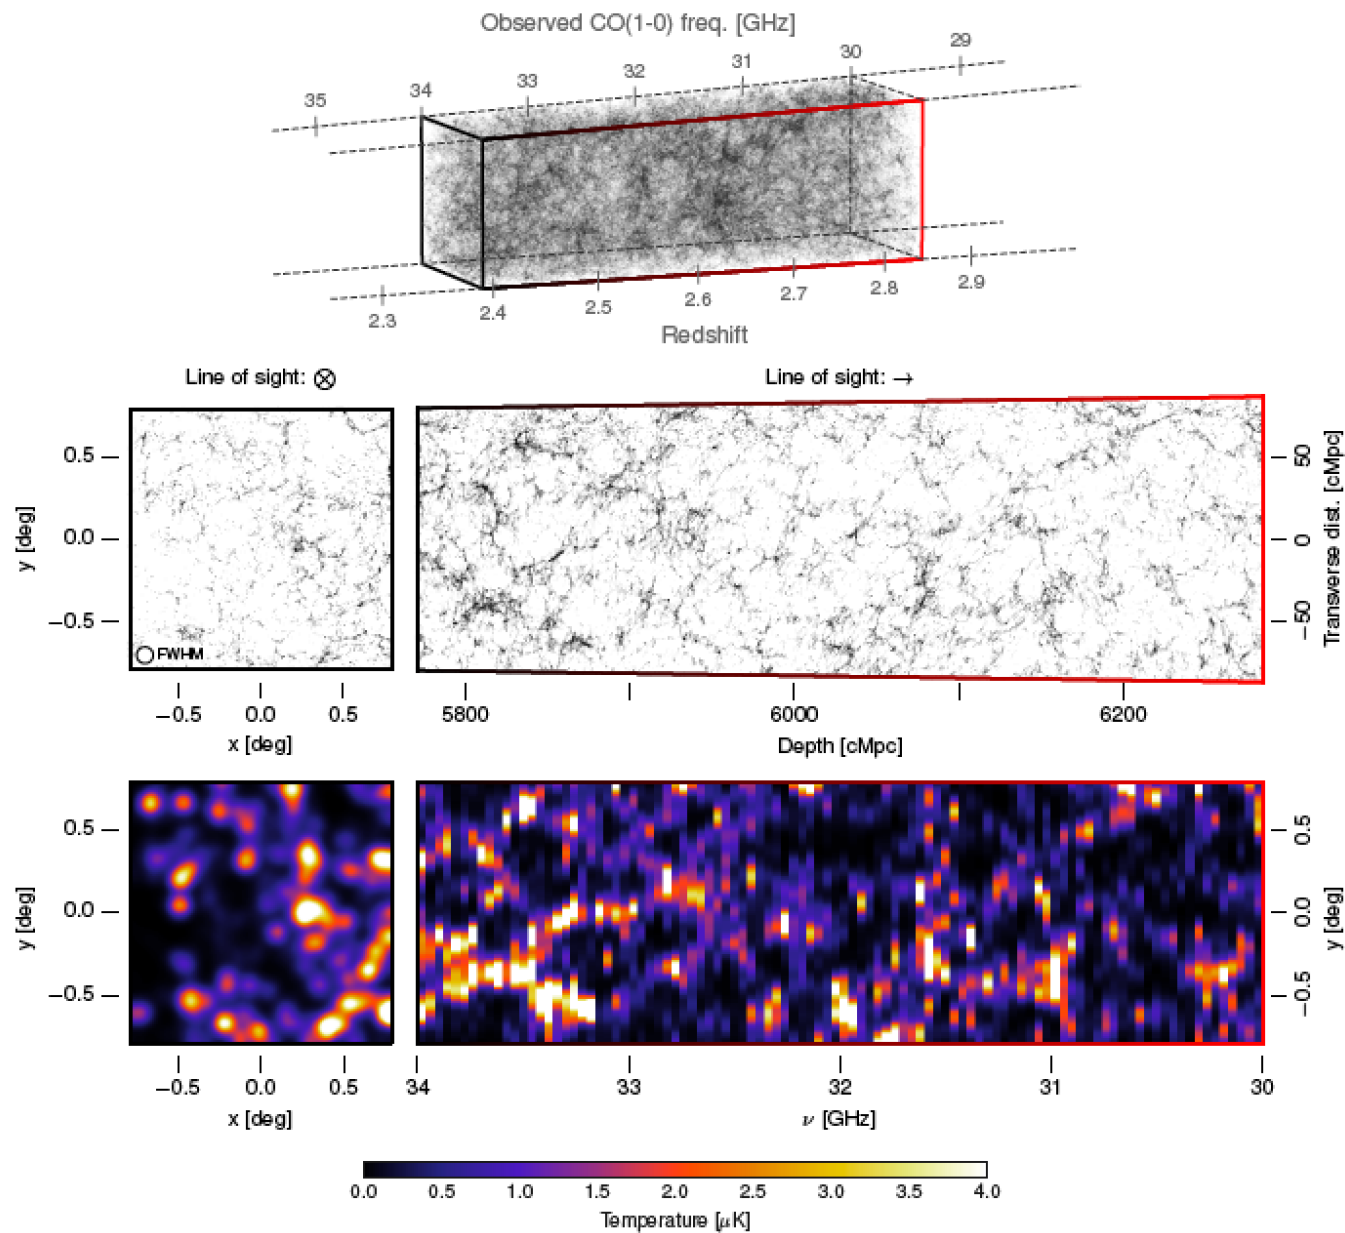 Observed CO(1-0) freq. [GHz]
35 34 33 32 31 30 29
2.3 2.4 2.5 2.6 2.7 2.8 2.9
Redshift
Line of sight: ⊗
Line of sight: →
y [deg]
0.5
0.0
−0.5
FWHM
−0.5 0.0 0.5
x [deg]
5800 6000 6200
Depth [cMpc]
50
0
−50
Transverse dist. [cMpc]
y [deg]
0.5
0.0
−0.5
−0.5 0.0 0.5
x [deg]
34 33 32 31 30
ν [GHz]
0.5
0.0
−0.5
y [deg]
0.0 0.5 1.0 1.5 2.0 2.5 3.0 3.5 4.0
Temperature [μK]